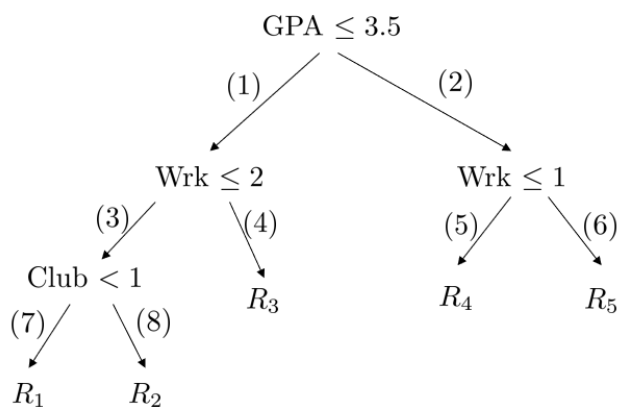 GPA ≤ 3.5
(1) (2)
Wrk ≤ 2 Wrk ≤ 1
(3) (4) (5) (6)
Club < 1 R₃ R₄ R₅
(7) (8)
R₁ R₂